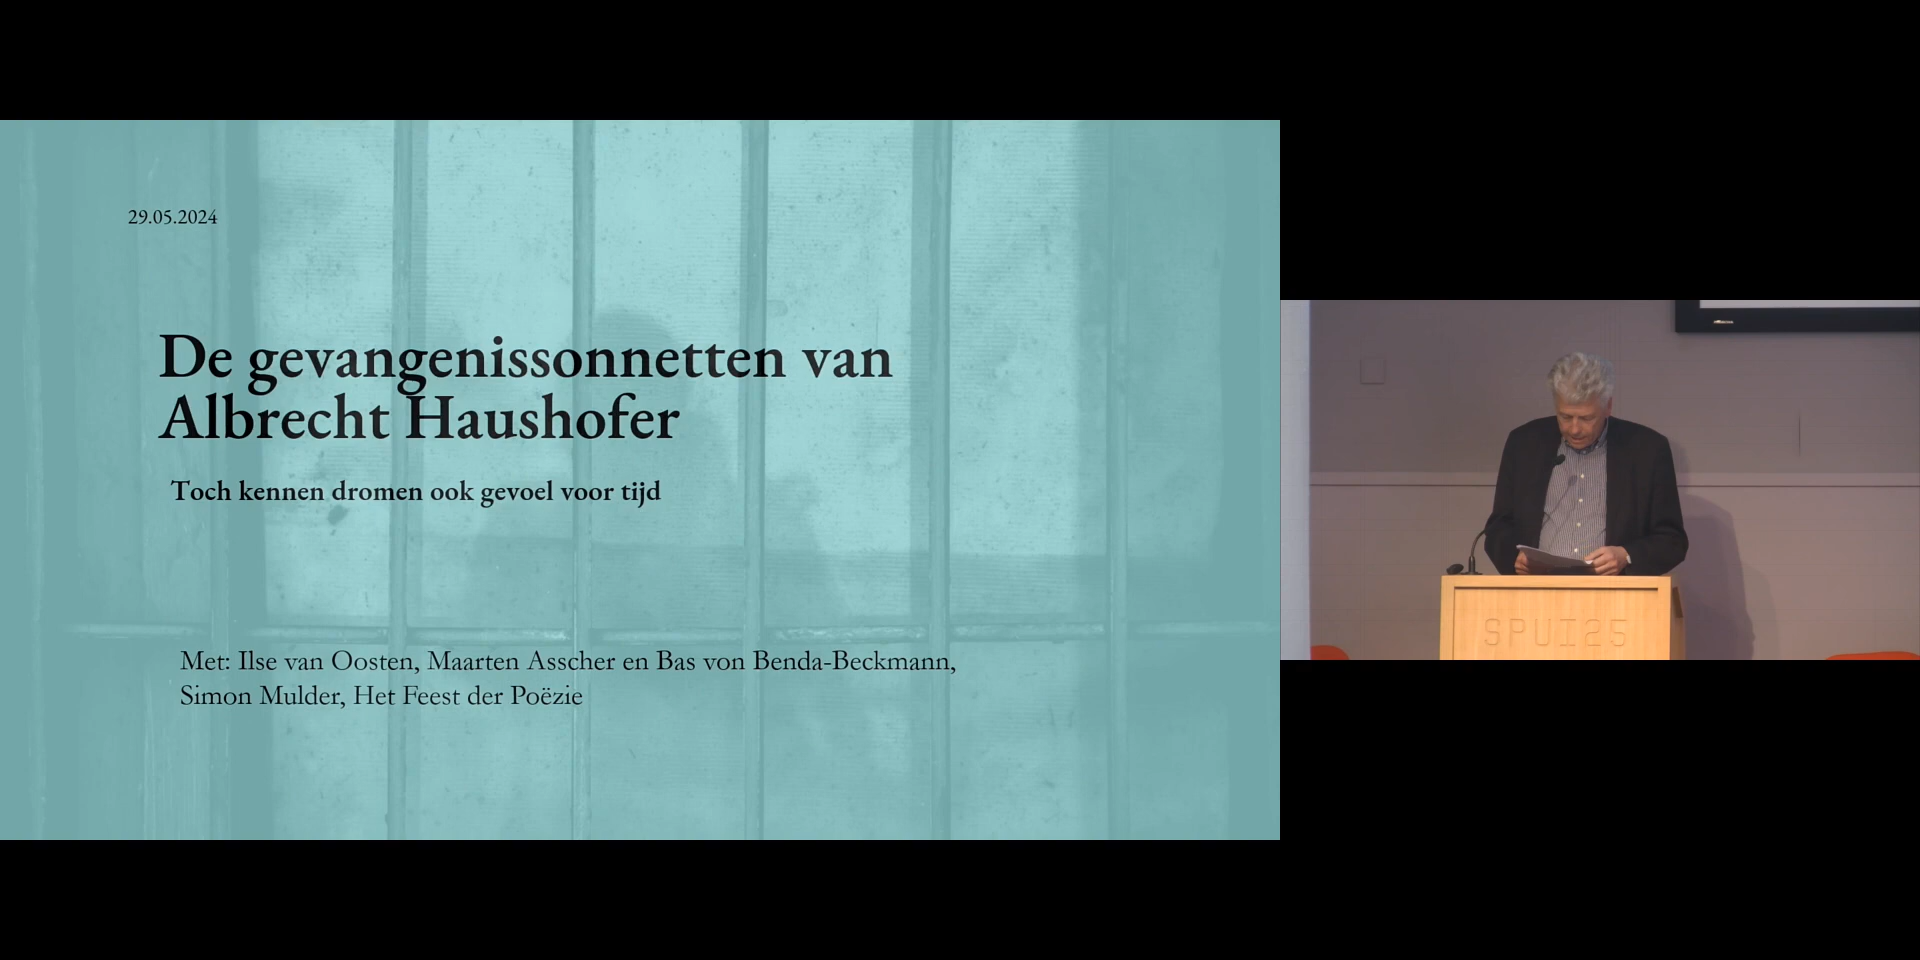 29.05.2024
De gevangenissonnetten van
Albrecht Haushofer
Toch kennen dromen ook gevoel voor tijd
Met: Ilse van Oosten, Maarten Asscher en Bas von Benda-Beckmann,
Simon Mulder, Het Feest der Poëzie
SPUI25